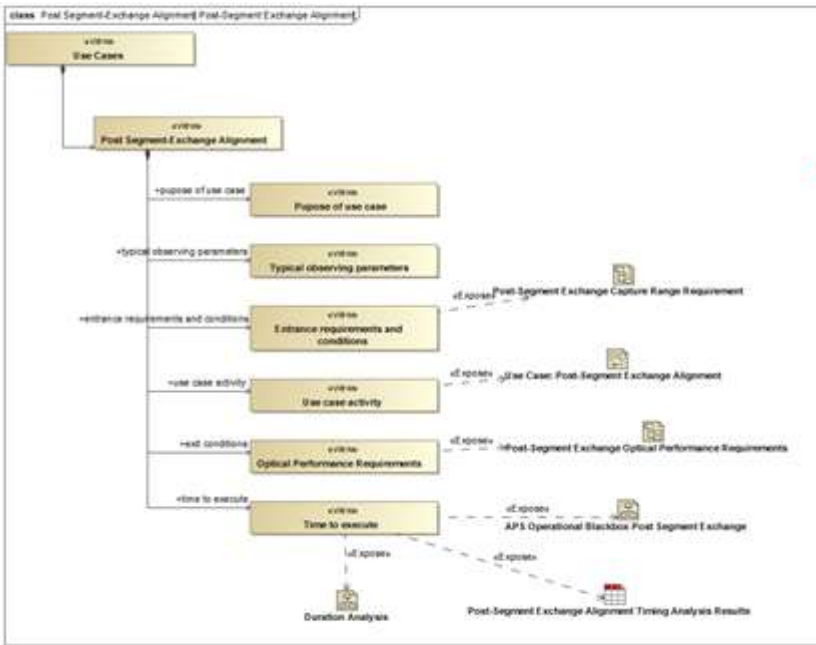 class Post Segment-Exchange Alignment[ Post-Segment Exchange Alignment]
«view»
Use Cases
«view»
Post Segment-Exchange Alignment
+pupose of use case
«view»
Pupose of use case
+typical observing parameters
«view»
Typical observing parameters
+entrance requirements and conditions
«view»
Entrance requirements and
conditions
«Expose»
Post-Segment Exchange Capture Range Requirement
+use case activity
«view»
Use case activity
«Expose»
Use Case: Post-Segment Exchange Alignment
+exit conditions
«view»
Optical Performance Requirements
«Expose»
Post-Segment Exchange Optical Performance Requirements
+time to execute
«view»
Time to execute
«Expose»
APS Operational Blackbox Post Segment Exchange
«Expose»
Duration Analysis
«Expose»
Post-Segment Exchange Alignment Timing Analysis Results